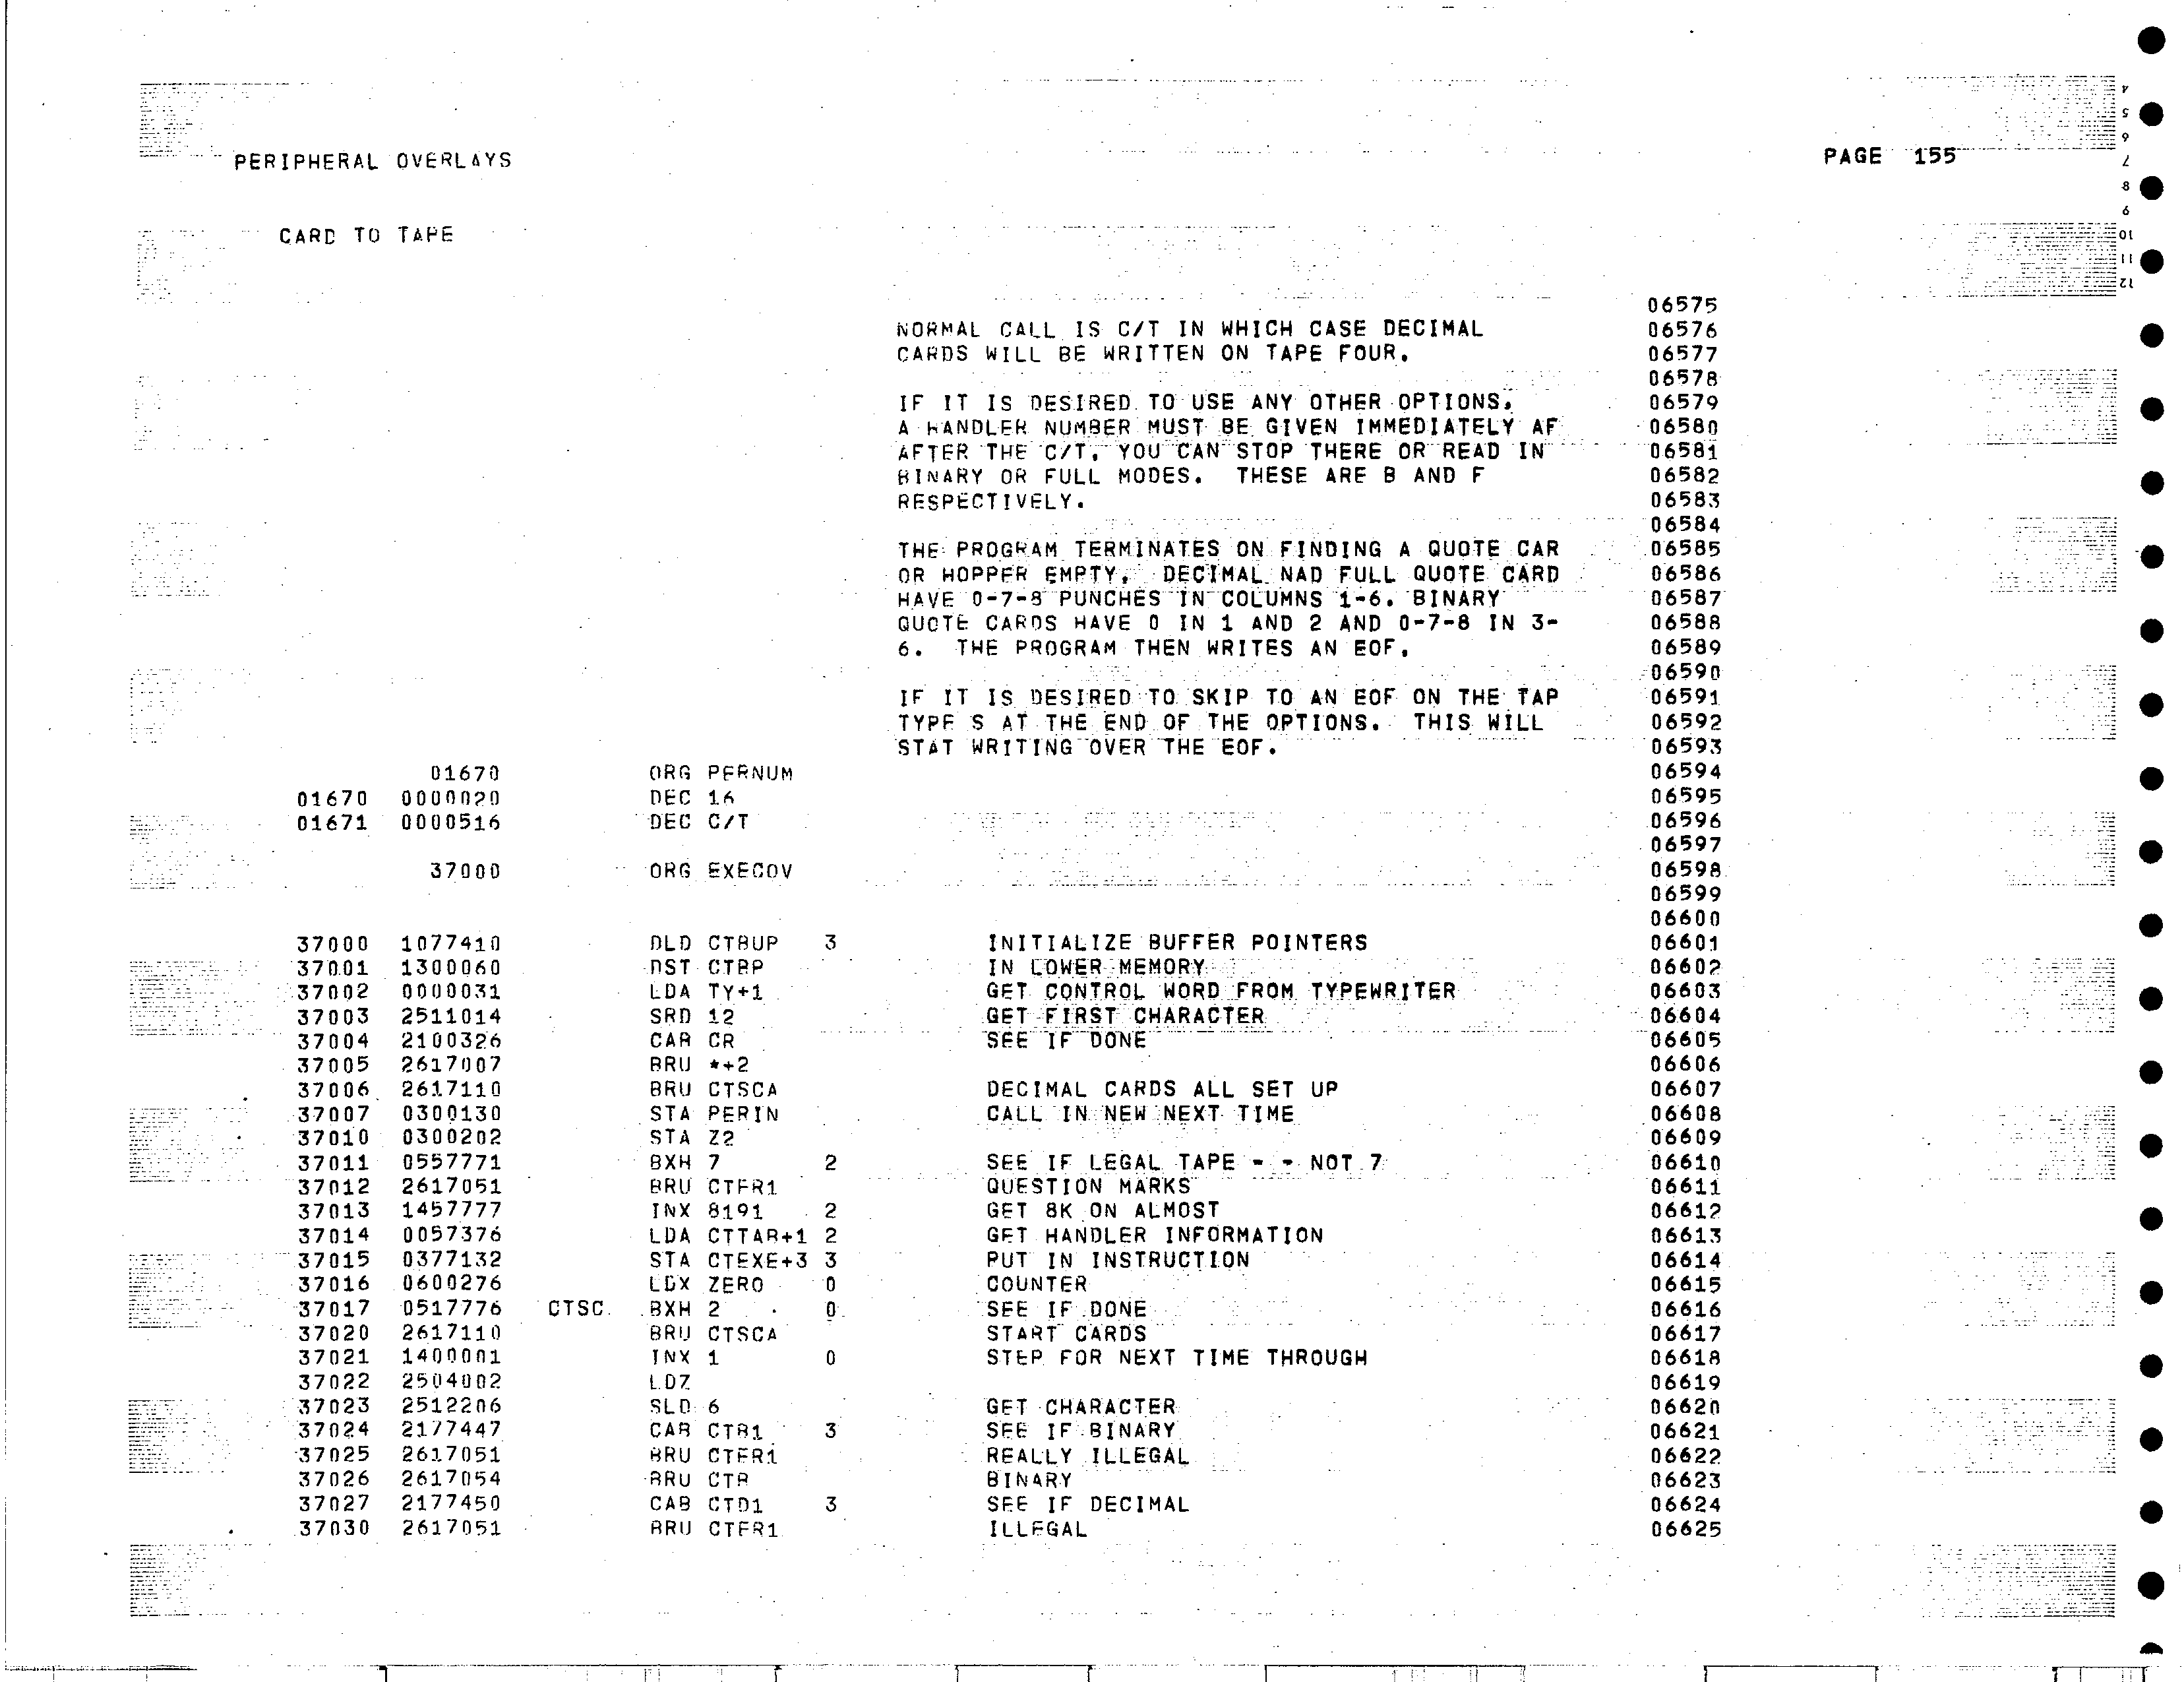 PERIPHERAL OVERLAYS PAGE 155
CARD TO TAPE
06575
NORMAL CALL IS C/T IN WHICH CASE DECIMAL 06576
CARDS WILL BE WRITTEN ON TAPE FOUR. 06577
06578
IF IT IS DESIRED TO USE ANY OTHER OPTIONS, 06579
A HANDLER NUMBER MUST BE GIVEN IMMEDIATELY AF 06580
AFTER THE C/T. YOU CAN STOP THERE OR READ IN 06581
BINARY OR FULL MODES. THESE ARE B AND F 06582
RESPECTIVELY. 06583
06584
THE PROGRAM TERMINATES ON FINDING A QUOTE CAR 06585
OR HOPPER EMPTY. DECIMAL NAD FULL QUOTE CARD 06586
HAVE 0-7-8 PUNCHES IN COLUMNS 1-6. BINARY 06587
QUOTE CARDS HAVE 0 IN 1 AND 2 AND 0-7-8 IN 3- 06588
6. THE PROGRAM THEN WRITES AN EOF. 06589
06590
IF IT IS DESIRED TO SKIP TO AN EOF ON THE TAP 06591
TYPE S AT THE END OF THE OPTIONS. THIS WILL 06592
STAT WRITING OVER THE EOF. 06593
01670 ORG PERNUM 06594
01670 0000020 DEC 16 06595
01671 0000516 DEC C/T 06596
06597
37000 ORG EXECOV 06598
06599
06600
37000 1077410 DLD CTBUP 3 INITIALIZE BUFFER POINTERS 06601
37001 1300060 DST CTBP IN LOWER MEMORY 06602
37002 0000031 LDA TY+1 GET CONTROL WORD FROM TYPEWRITER 06603
37003 2511014 SRD 12 GET FIRST CHARACTER 06604
37004 2100326 CAB CR SEE IF DONE 06605
37005 2617007 BRU *+2 06606
37006 2617110 BRU CTSCA DECIMAL CARDS ALL SET UP 06607
37007 0300130 STA PERIN CALL IN NEW NEXT TIME 06608
37010 0300202 STA Z2 06609
37011 0557771 BXH 7 2 SEE IF LEGAL TAPE - - NOT 7 06610
37012 2617051 BRU CTER1 QUESTION MARKS 06611
37013 1457777 INX 8191 2 GET 8K ON ALMOST 06612
37014 0057376 LDA CTTAB+1 2 GET HANDLER INFORMATION 06613
37015 0377132 STA CTEXE+3 3 PUT IN INSTRUCTION 06614
37016 0600276 LDX ZERO 0 COUNTER 06615
37017 0517776 CTSC BXH 2 0 SEE IF DONE 06616
37020 2617110 BRU CTSCA START CARDS 06617
37021 1400001 INX 1 0 STEP FOR NEXT TIME THROUGH 06618
37022 2504002 LDZ 06619
37023 2512206 SLD 6 GET CHARACTER 06620
37024 2177447 CAB CTB1 3 SEE IF BINARY 06621
37025 2617051 BRU CTER1 REALLY ILLEGAL 06622
37026 2617054 BRU CTB BINARY 06623
37027 2177450 CAB CTD1 3 SEE IF DECIMAL 06624
37030 2617051 BRU CTER1 ILLEGAL 06625
4
5
6
7
8
9
10
11
12